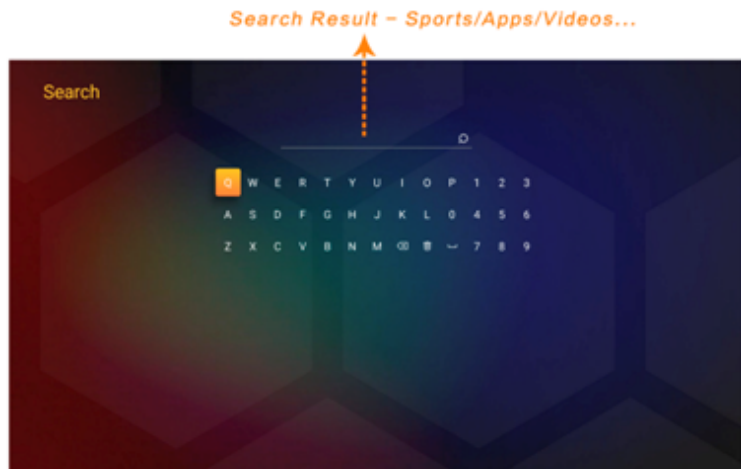 Search Result – Sports/Apps/Videos...
Search
Q W E R T Y U I O P 1 2 3
A S D F G H J K L 0 4 5 6
Z X C V B N M 7 8 9